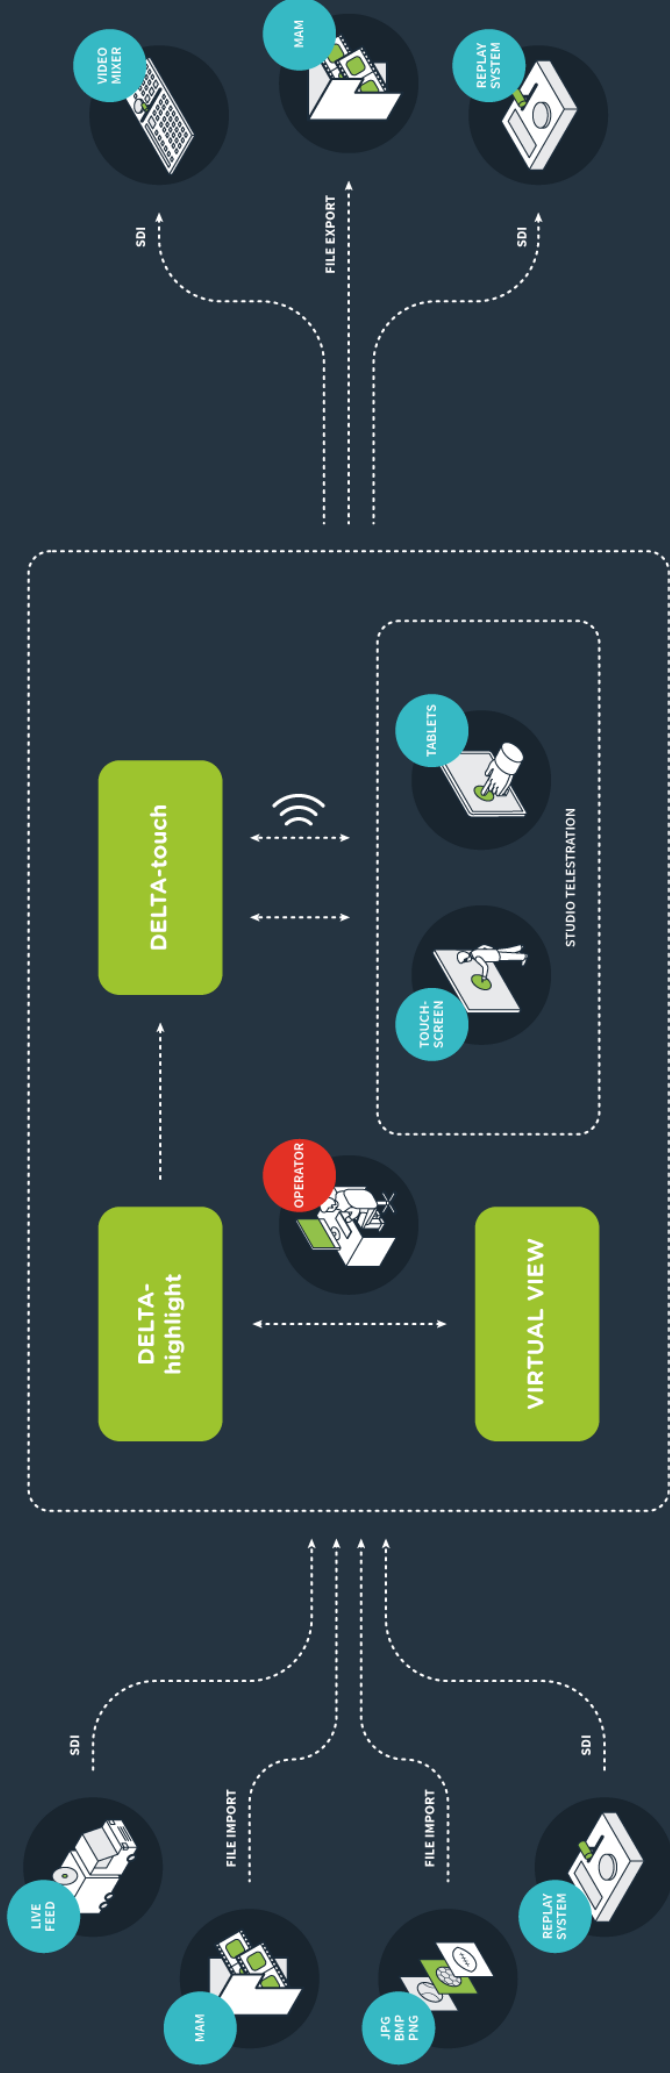 LIVE
FEED
SDI
MAM
FILE IMPORT
JPG
BMP
PNG
FILE IMPORT
REPLAY
SYSTEM
SDI
DELTA-
highlight
DELTA-touch
OPERATOR
VIRTUAL VIEW
TOUCH-
SCREEN
TABLETS
STUDIO TELESTRATION
SDI
VIDEO
MIXER
FILE EXPORT
MAM
SDI
REPLAY
SYSTEM